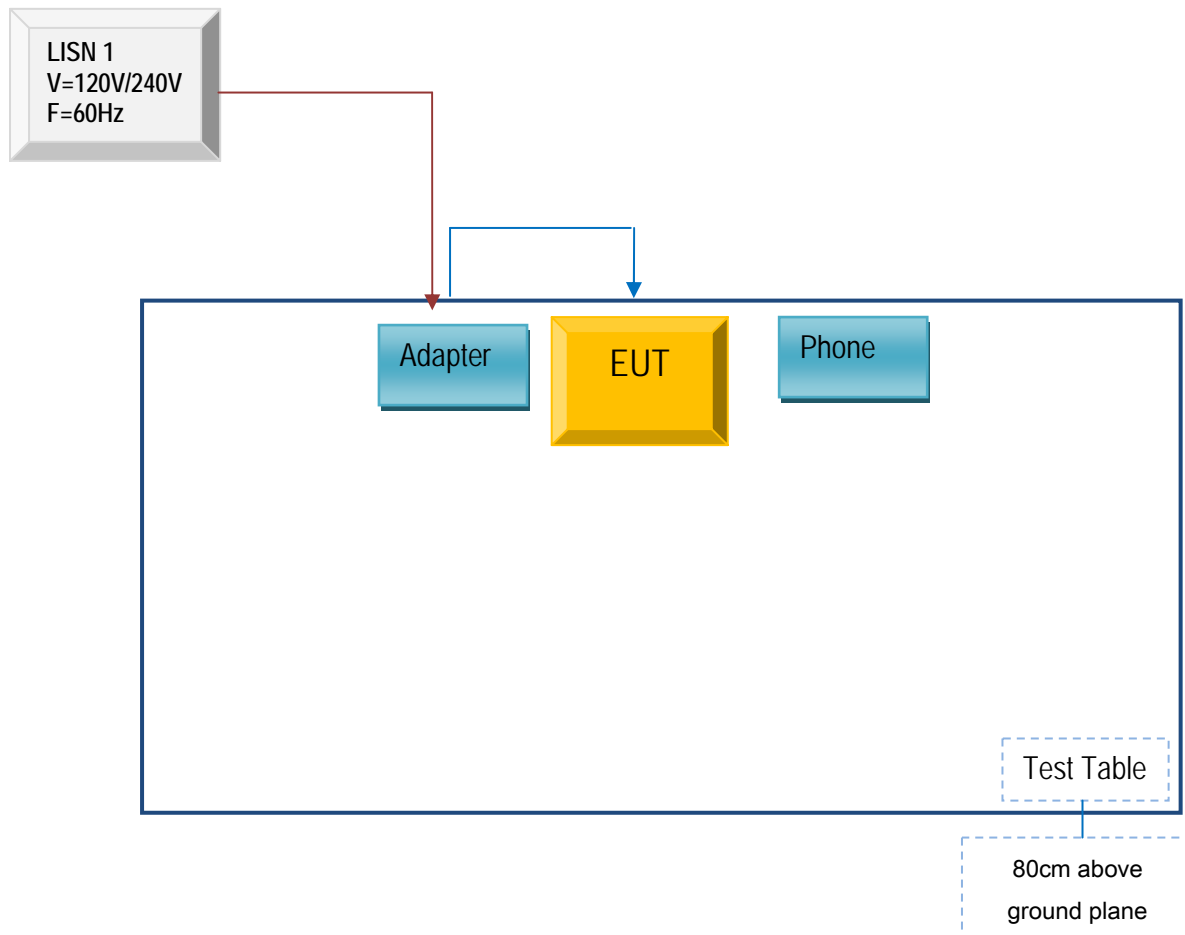 LISN 1
V=120V/240V
F=60Hz
Adapter
EUT
Phone
Test Table
80cm above
ground plane